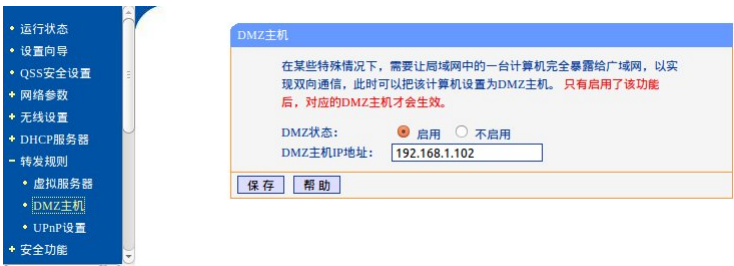 运行状态
设置向导
QSS安全设置
网络参数
无线设置
DHCP服务器
转发规则
虚拟服务器
DMZ主机
UPnP设置
安全功能
DMZ主机
在某些特殊情况下，需要让局域网中的一台计算机完全暴露给广域网，以实
现双向通信，此时可以把该计算机设置为DMZ主机。 只有启用了该功能
后，对应的DMZ主机才会生效。
DMZ状态： 启用 不启用
DMZ主机IP地址： 192.168.1.102
保存 帮助